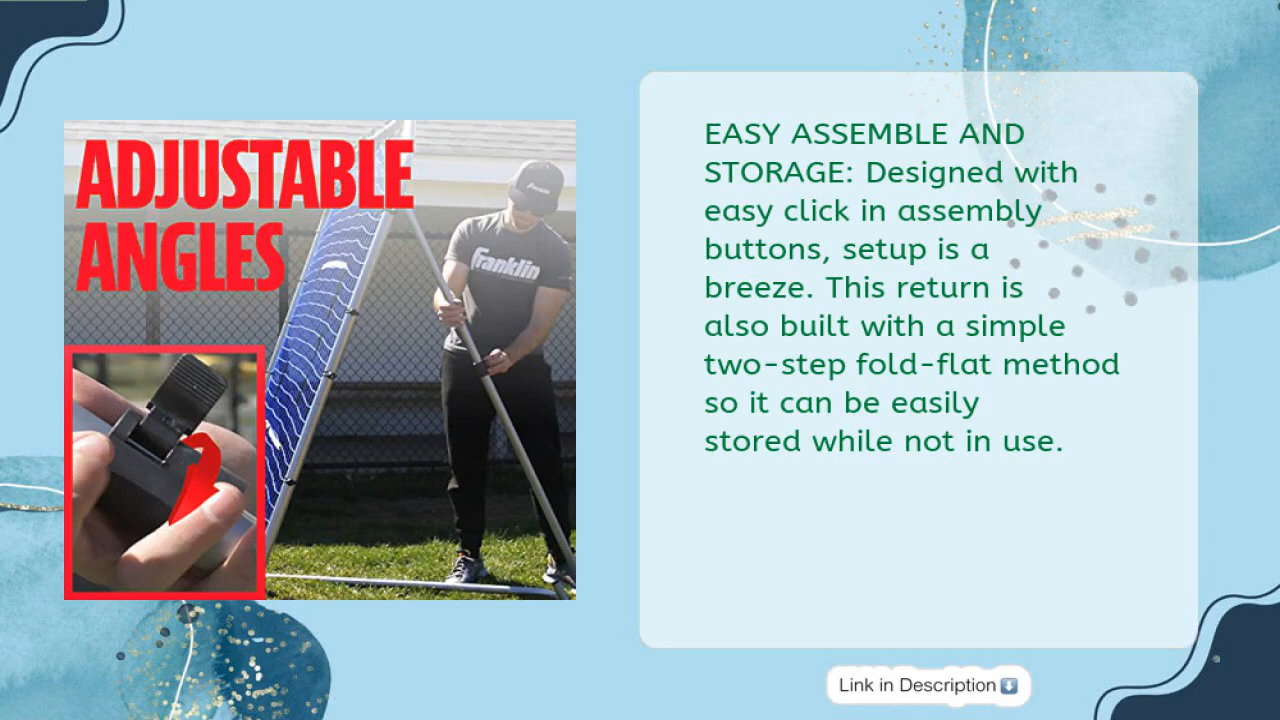 ADJUSTABLE
ANGLES
Franklin
EASY ASSEMBLE AND
STORAGE: Designed with
easy click in assembly
buttons, setup is a
breeze. This return is
also built with a simple
two-step fold-flat method
so it can be easily
stored while not in use.
Link in Description